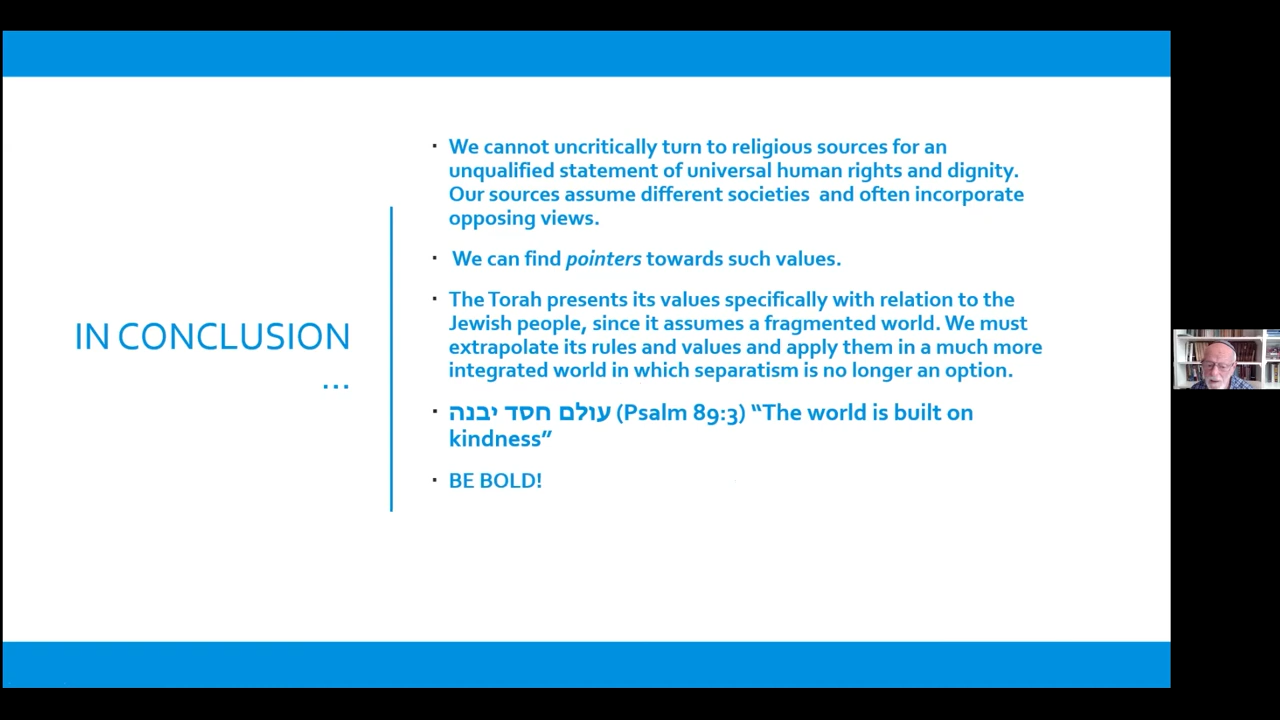 IN CONCLUSION
...
▪ We cannot uncritically turn to religious sources for an
unqualified statement of universal human rights and dignity.
Our sources assume different societies and often incorporate
opposing views.
▪ We can find pointers towards such values.
▪ The Torah presents its values specifically with relation to the
Jewish people, since it assumes a fragmented world. We must
extrapolate its rules and values and apply them in a much more
integrated world in which separatism is no longer an option.
▪ עולם חסד יבנה (Psalm 89:3) “The world is built on
kindness”
▪ BE BOLD!